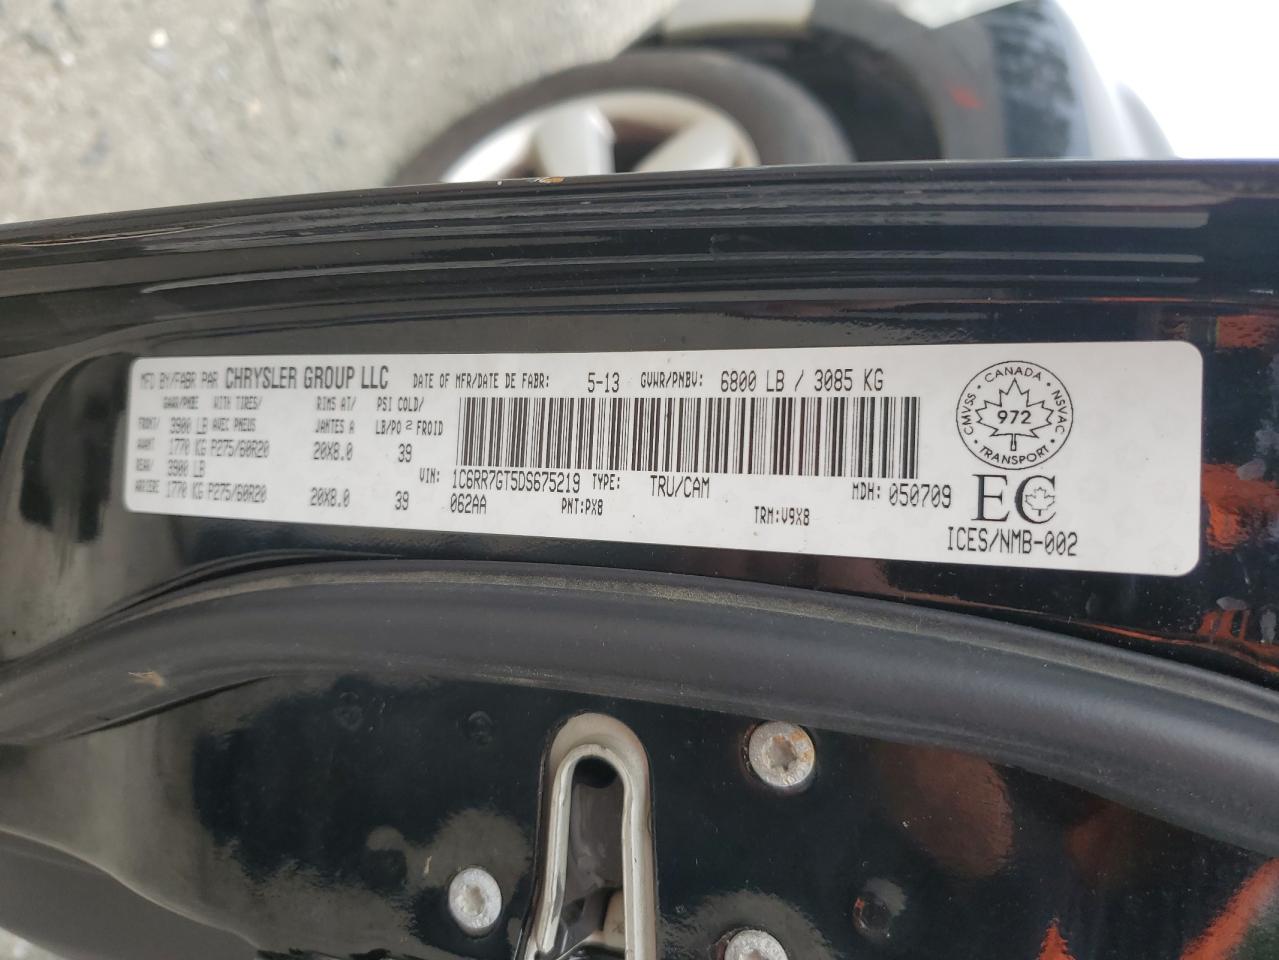 MFD BY/FABR PAR CHRYSLER GROUP LLC DATE OF MFR/DATE DE FABR: 5-13 GVWR/PNBV: 6800 LB / 3085 KG
GAWR/PNBE WITH TIRES/ RIMS AT/ PSI COLD/
FRONT/ 3900 LB AVEC PNEUS JANTES A LB/PO 2 FROID
AVANT: 1770 KG P275/60R20 20X8.0 39
REAR/ 3900 LB
ARRIERE 1770 KG P275/60R20 20X8.0 39
VIN: 1C6RR7GT5DS675219 TYPE: TRU/CAM MDH: 050709
062AA PNT:PX8 TRM:V9X8
CANADA
CMVSS 972 NSVAC
TRANSPORT
EC
ICES/NMB-002